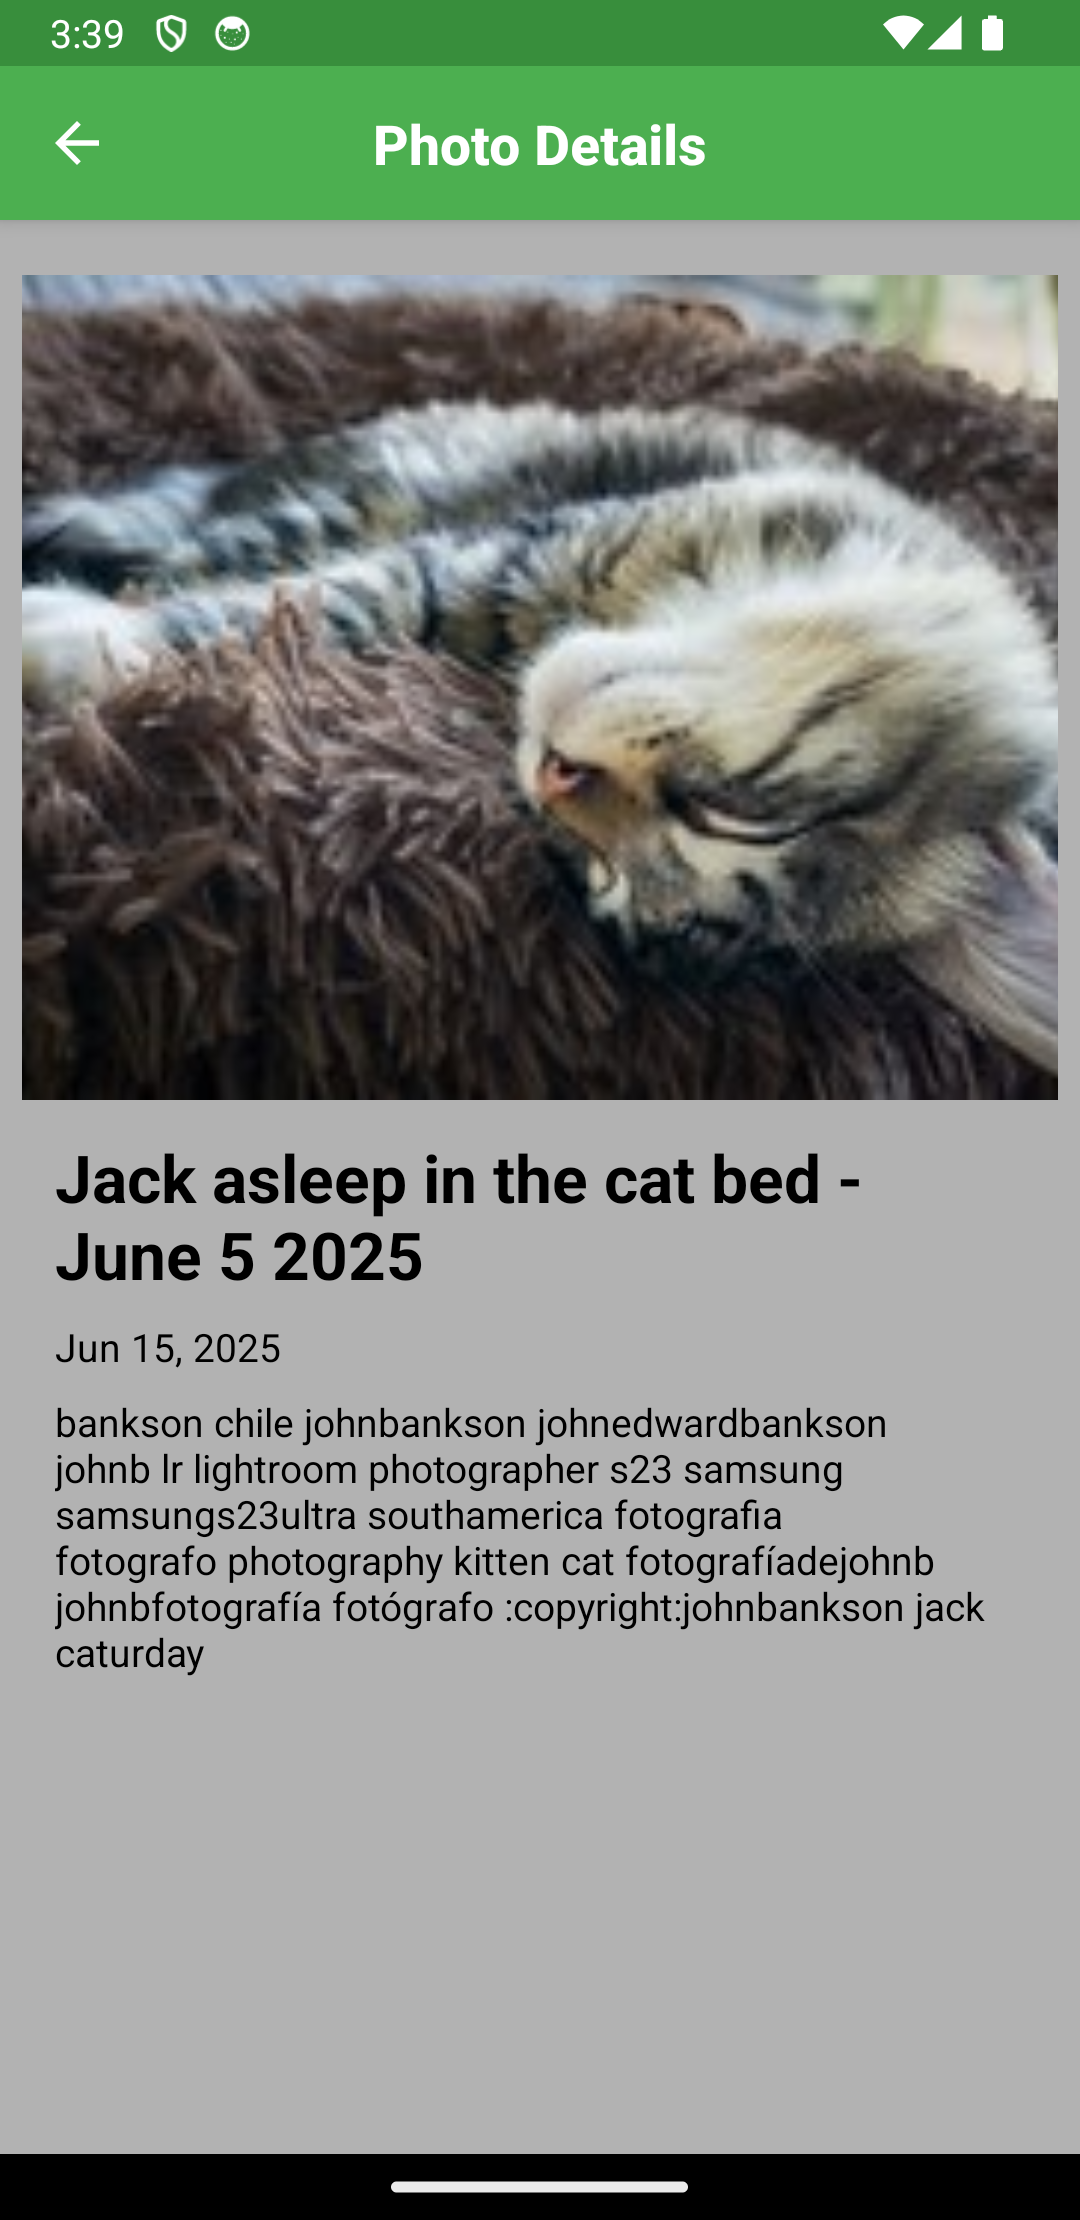 3:39
Photo Details
Jack asleep in the cat bed -
June 5 2025
Jun 15, 2025
bankson chile johnbankson johnedwardbankson
johnb lr lightroom photographer s23 samsung
samsungs23ultra southamerica fotografia
fotografo photography kitten cat fotografíadejohnb
johnbfotografía fotógrafo :copyright:johnbankson jack
caturday